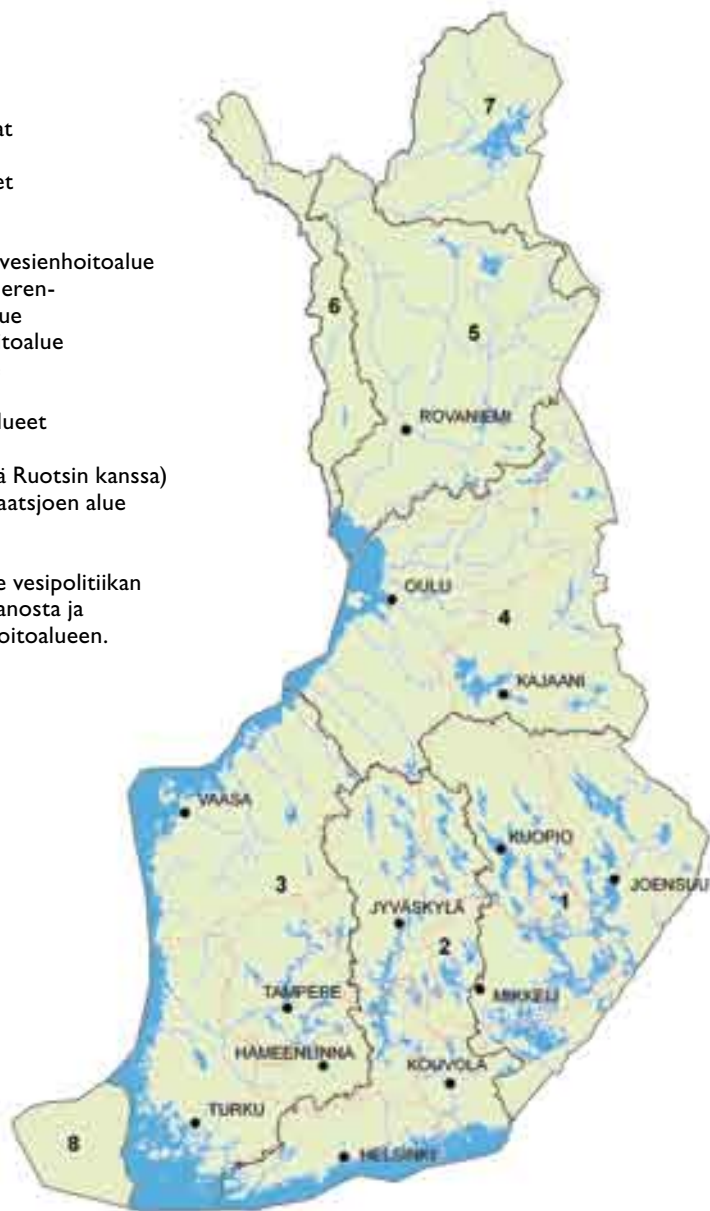 at
et
vesienhoitoalue
eren-
ue
toalue
lueet
ä Ruotsin kanssa)
aatsjoen alue
e vesipolitiikan
anosta ja
oitoalueen.
7
6
5
ROVANIEMI
OULU
4
KAJAANI
VAASA
KUOPIO
3
JOENSUU
1
JYVÄSKYLÄ
2
TAMPERE
MIKKELI
HÄMEENLINNA
KOUVOLA
TURKU
8
HELSINKI